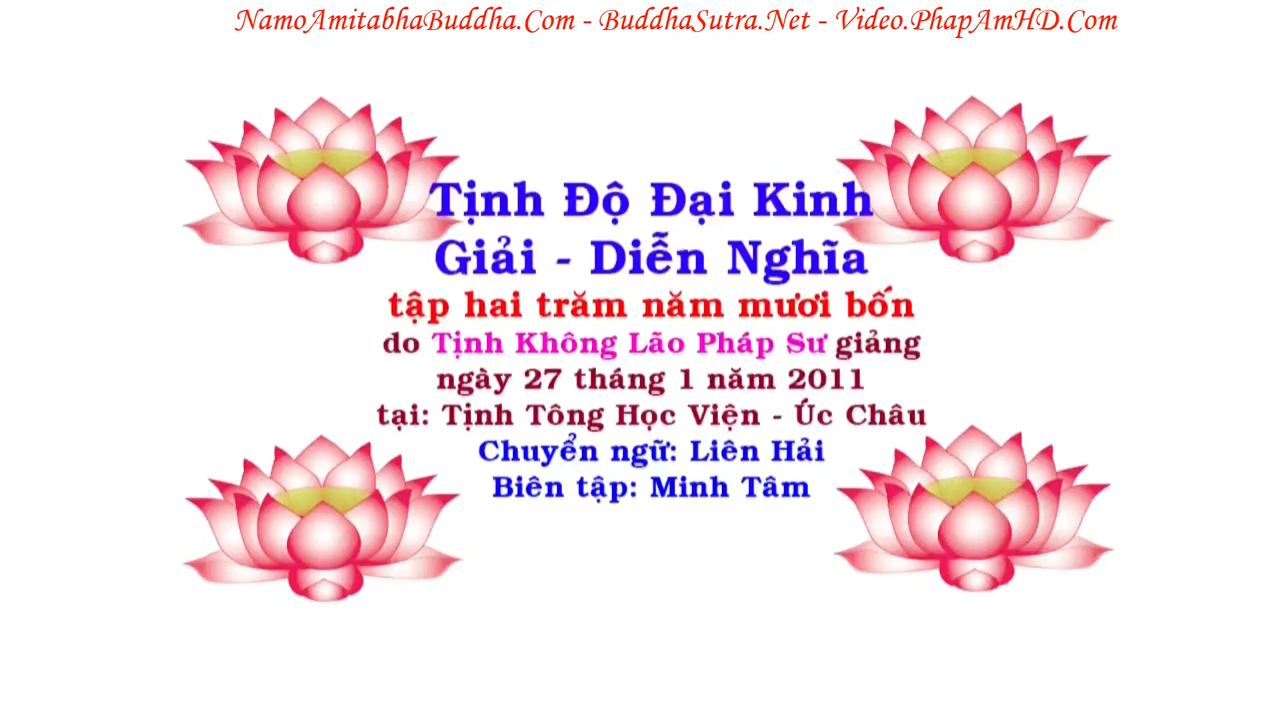 NamoAmitabhaBuddha.Com - BuddhaSutra.Net - Video.PhapAmHD.Com
Tịnh Độ Đại Kinh
Giải - Diễn Nghĩa
tập hai trăm năm mươi bốn
do Tịnh Không Lão Pháp Sư giảng
ngày 27 tháng 1 năm 2011
tại: Tịnh Tông Học Viện - Úc Châu
Chuyển ngữ: Liên Hải
Biên tập: Minh Tâm